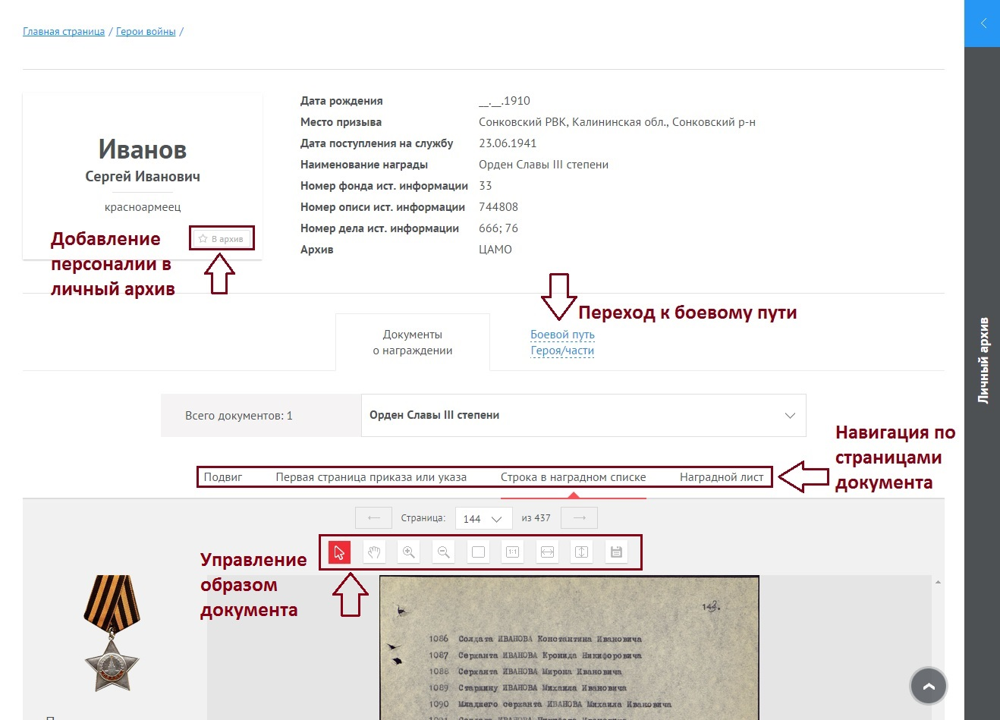 Главная страница / Герои войны /
Иванов
Сергей Иванович
красноармеец
В архив
Добавление
персоналии в
личный архив
Дата рождения __.__.1910
Место призыва Сонковский РВК, Калининская обл., Сонковский р-н
Дата поступления на службу 23.06.1941
Наименование награды Орден Славы III степени
Номер фонда ист. информации 33
Номер описи ист. информации 744808
Номер дела ист. информации 666; 76
Архив ЦАМО
Переход к боевому пути
Документы
о награждении
Боевой путь
Героя/части
Личный архив
Всего документов: 1
Орден Славы III степени
Навигация по
страницами
документа
Подвиг Первая страница приказа или указа Строка в наградном списке Наградной лист
Страница: 144 из 437
1:1
Управление
образом
документа
1086 Солдата ИВАНОВА Константина Ивановича
1087 Сержанта ИВАНОВА Кронида Никифоровича
1088 Сержанта ИВАНОВА Мирона Ивановича
1089 Старшину ИВАНОВА Михаила Ивановича
1090 Младшего сержанта ИВАНОВА Михаила Ивановича